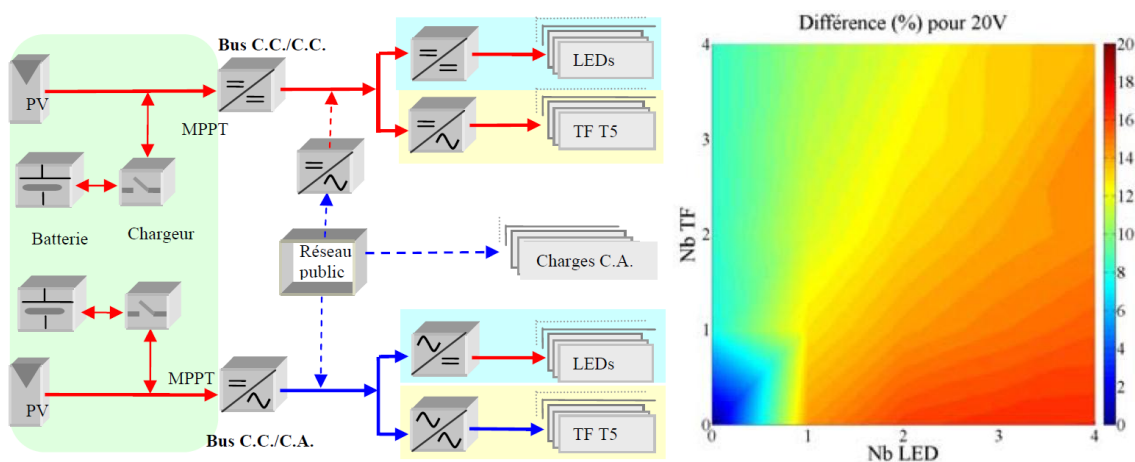 Bus C.C./C.C.
PV
MPPT
LEDs
TF T5
Batterie
Chargeur
Réseau
public
Charges C.A.
PV
MPPT
Bus C.C./C.A.
LEDs
TF T5
Différence (%) pour 20V
Nb TF
4
3
2
1
0
0
1
2
3
4
Nb LED
20
18
16
14
12
10
8
6
4
2
0